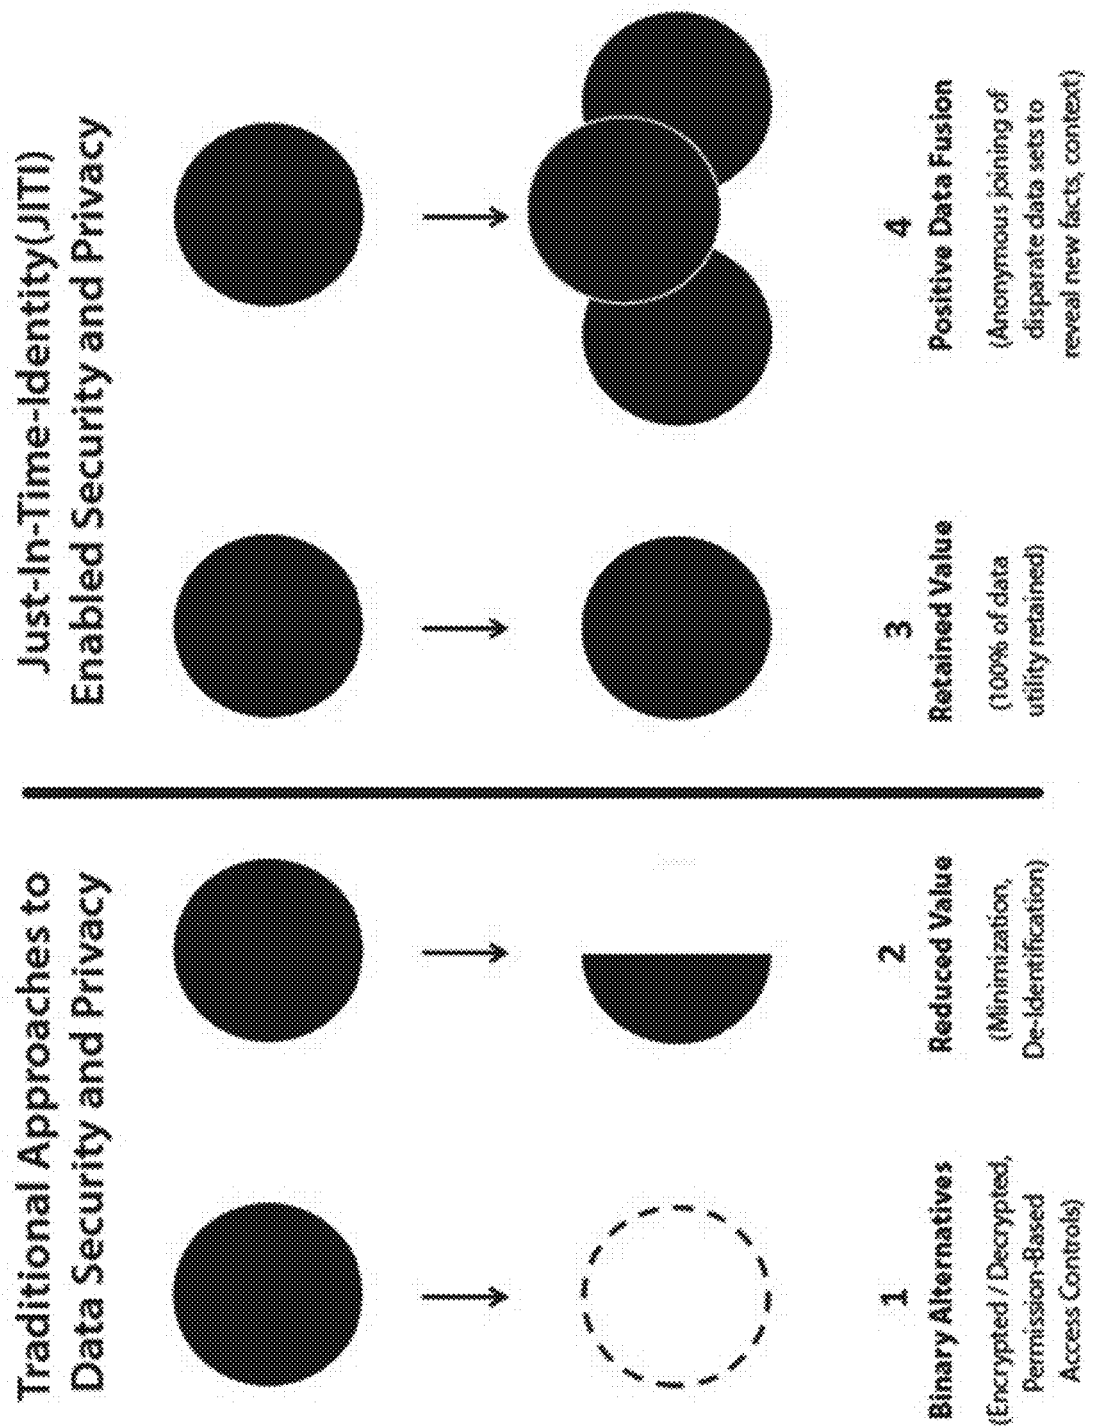 Traditional Approaches to
Data Security and Privacy
1
Binary Alternatives
(Encrypted / Decrypted,
Permission-Based
Access Controls)
2
Reduced Value
(Minimization,
De-Identification)
Just-In-Time-Identity(JITI)
Enabled Security and Privacy
3
Retained Value
(100% of data
utility retained)
4
Positive Data Fusion
(Anonymous joining of
disparate data sets to
reveal new facts, context)